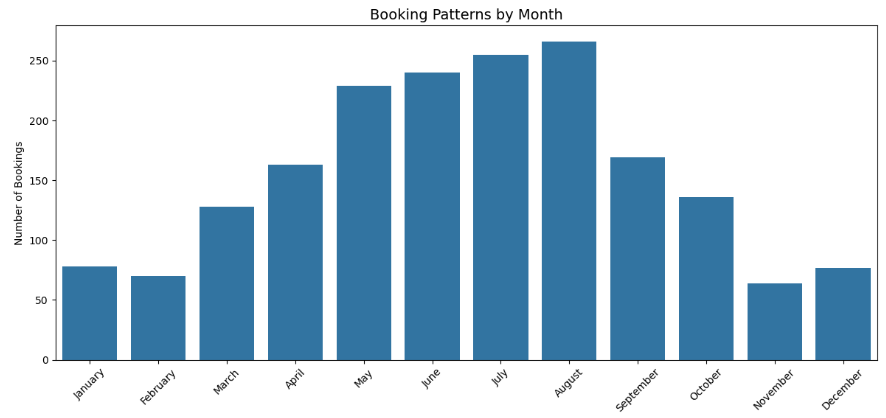 Booking Patterns by Month
Number of Bookings
250
200
150
100
50
0
January
February
March
April
May
June
July
August
September
October
November
December